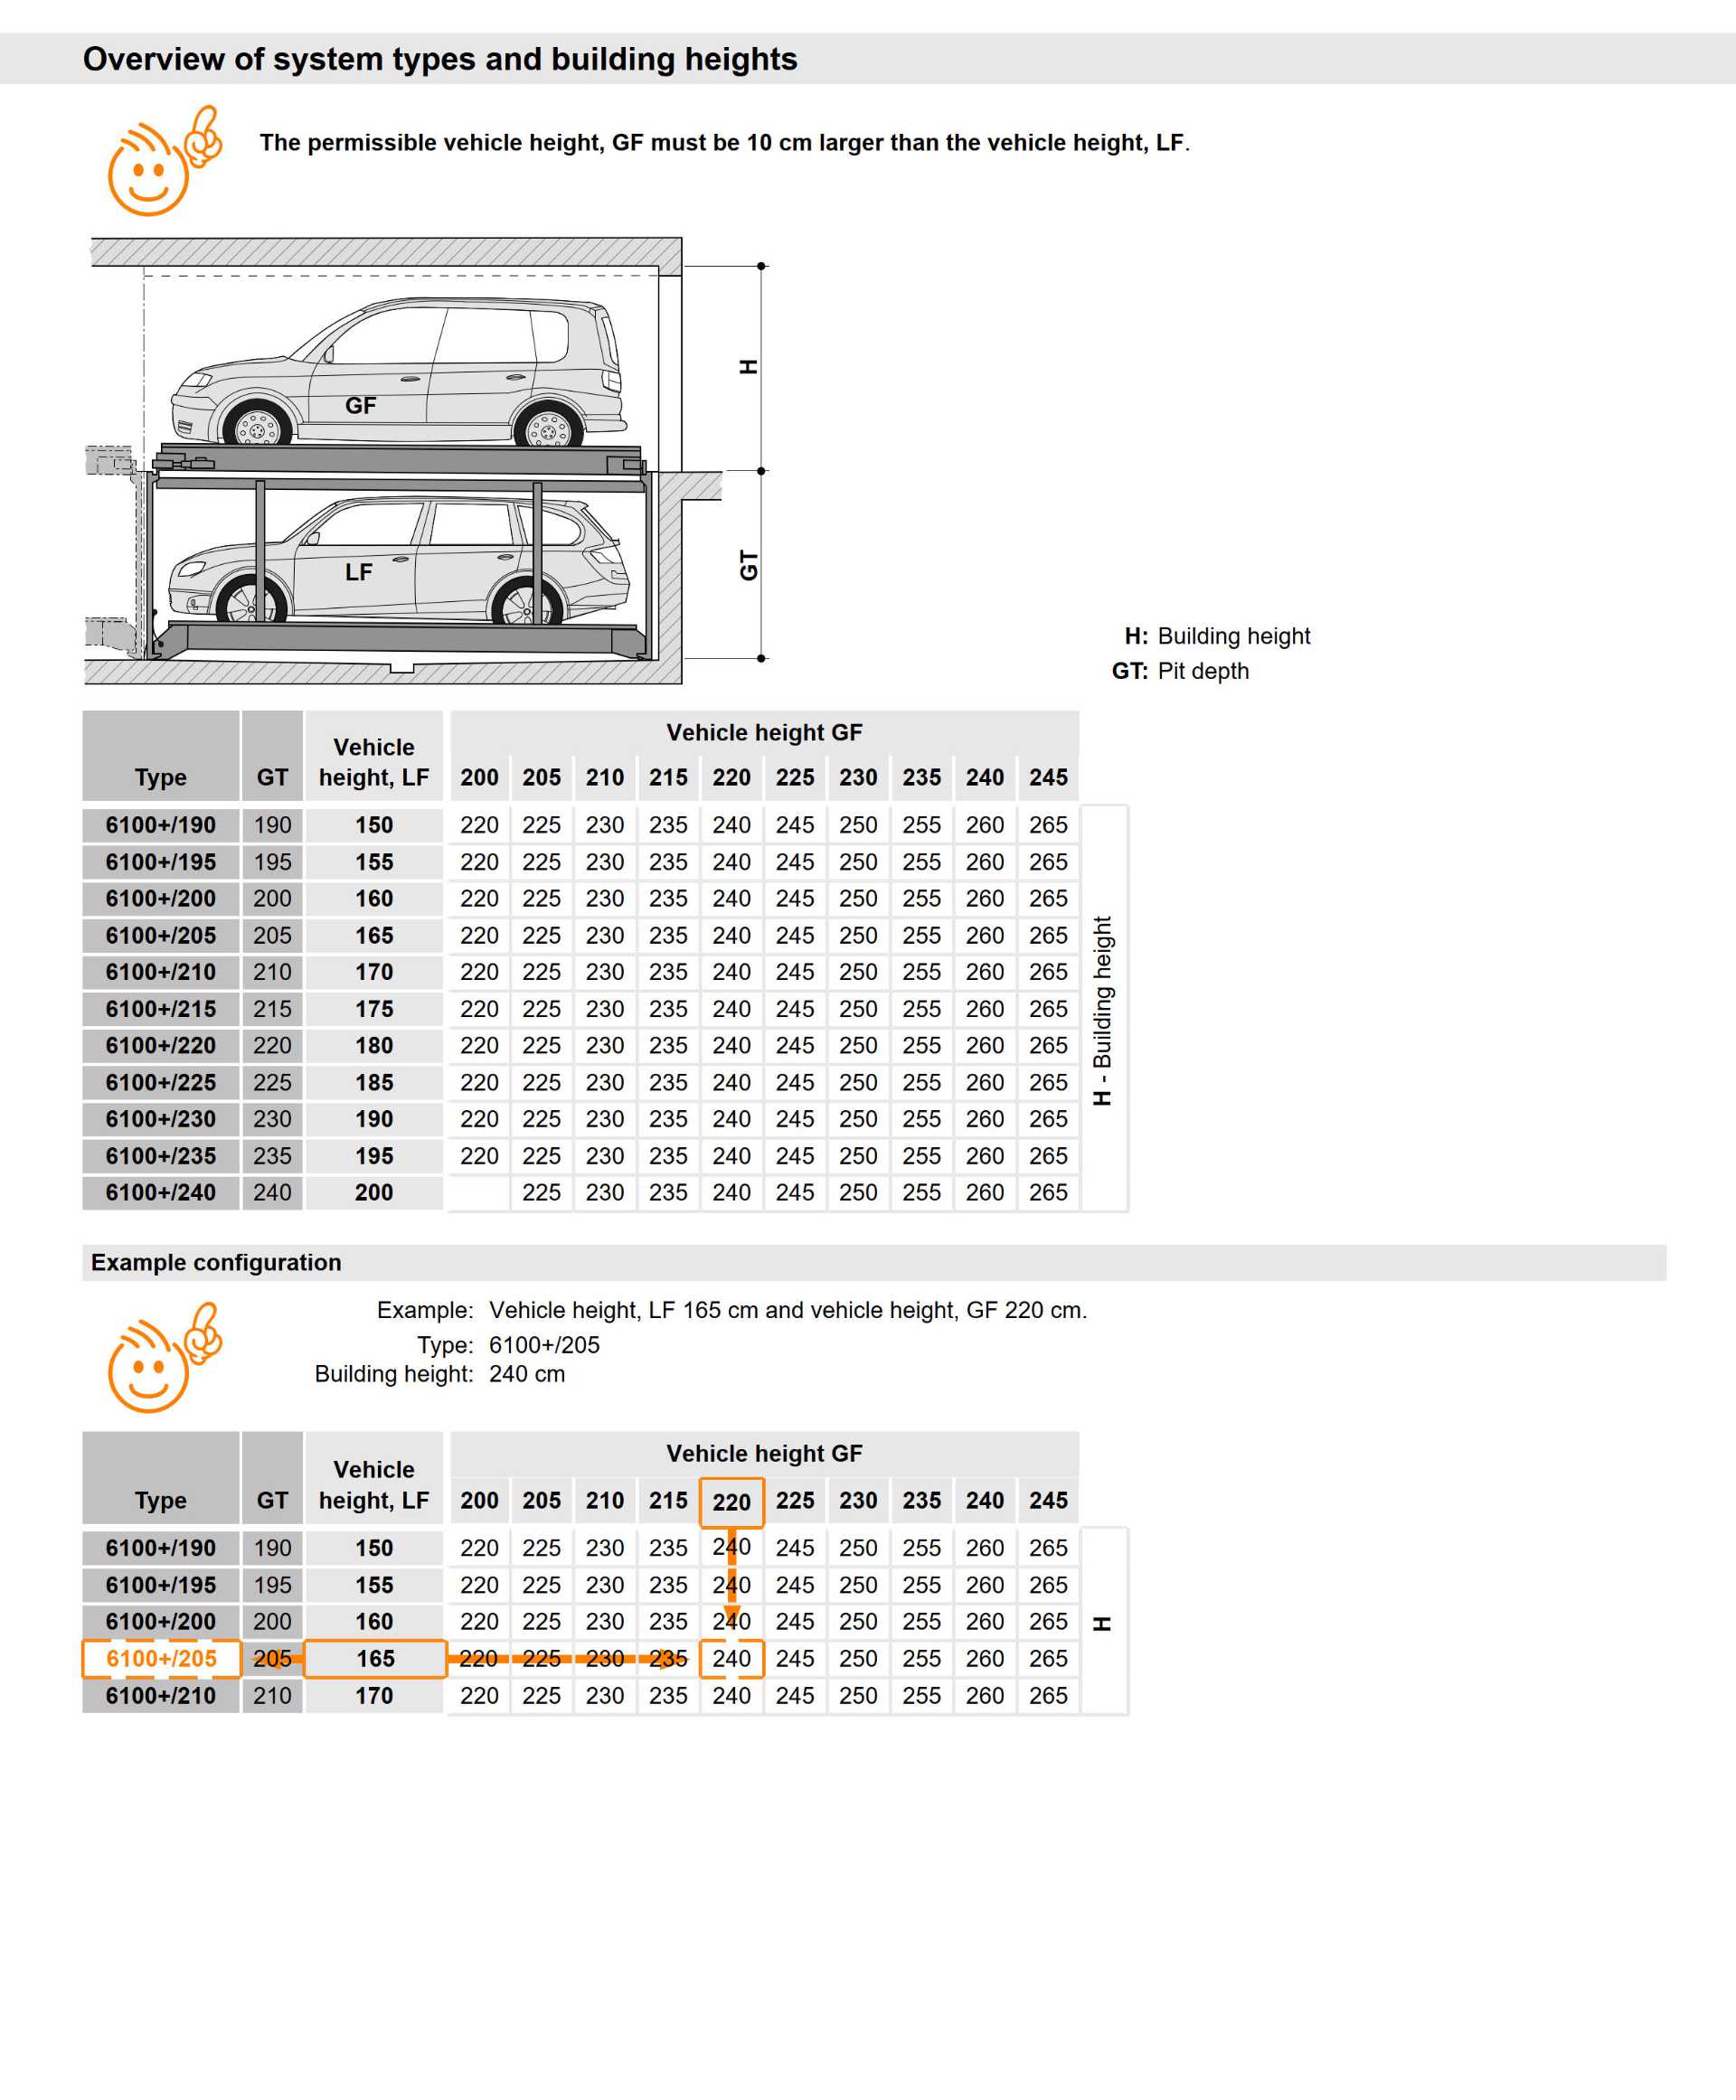 Overview of system types and building heights
The permissible vehicle height, GF must be 10 cm larger than the vehicle height, LF.
H
GF
GT
LF
H: Building height
GT: Pit depth
Vehicle height GF
Type GT Vehicle height, LF 200 205 210 215 220 225 230 235 240 245
6100+/190 190 150 220 225 230 235 240 245 250 255 260 265
6100+/195 195 155 220 225 230 235 240 245 250 255 260 265
6100+/200 200 160 220 225 230 235 240 245 250 255 260 265
6100+/205 205 165 220 225 230 235 240 245 250 255 260 265
6100+/210 210 170 220 225 230 235 240 245 250 255 260 265
6100+/215 215 175 220 225 230 235 240 245 250 255 260 265
6100+/220 220 180 220 225 230 235 240 245 250 255 260 265
6100+/225 225 185 220 225 230 235 240 245 250 255 260 265
6100+/230 230 190 220 225 230 235 240 245 250 255 260 265
6100+/235 235 195 220 225 230 235 240 245 250 255 260 265
6100+/240 240 200 225 230 235 240 245 250 255 260 265
H - Building height
Example configuration
Example: Vehicle height, LF 165 cm and vehicle height, GF 220 cm.
Type: 6100+/205
Building height: 240 cm
Vehicle height GF
Type GT Vehicle height, LF 200 205 210 215 220 225 230 235 240 245
6100+/190 190 150 220 225 230 235 240 245 250 255 260 265
6100+/195 195 155 220 225 230 235 240 245 250 255 260 265
6100+/200 200 160 220 225 230 235 240 245 250 255 260 265
6100+/205 205 165 220 225 230 235 240 245 250 255 260 265
6100+/210 210 170 220 225 230 235 240 245 250 255 260 265
H